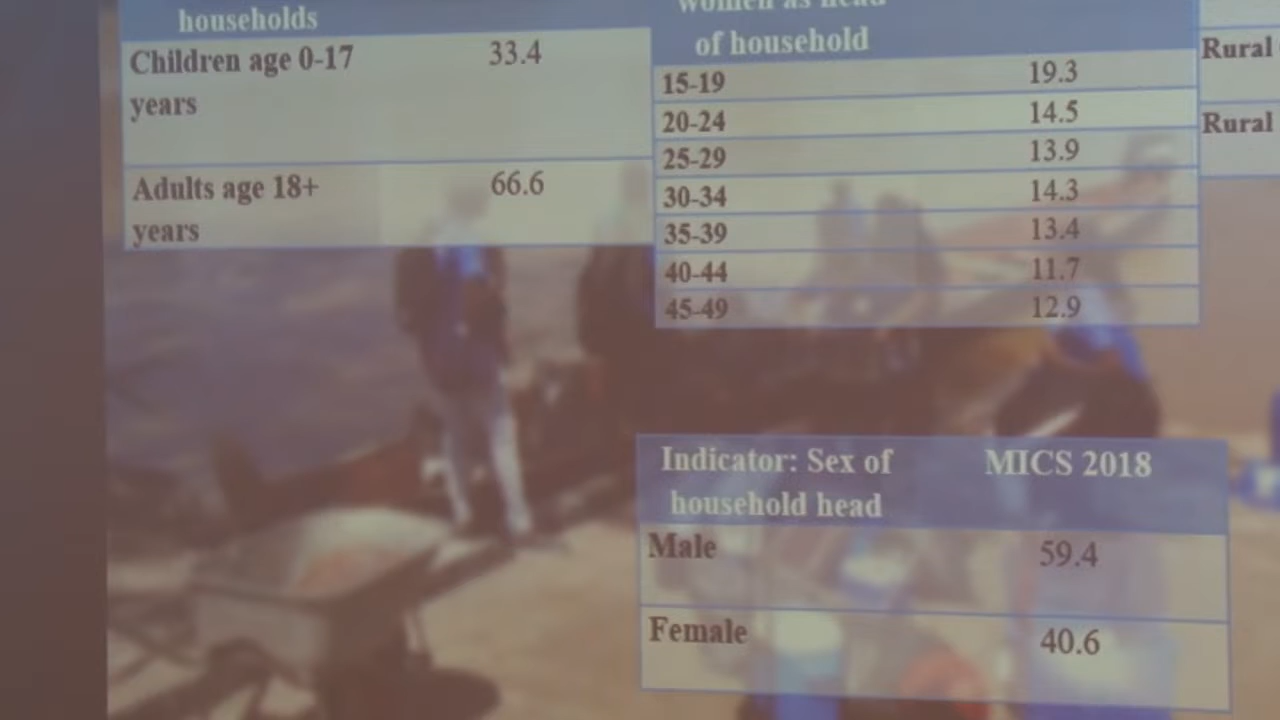 households
Children age 0-17 33.4
years
Adults age 18+ 66.6
years
women as head
of household
15-19 19.3
20-24 14.5
25-29 13.9
30-34 14.3
35-39 13.4
40-44 11.7
45-49 12.9
Rural
Rural
Indicator: Sex of MICS 2018
household head
Male 59.4
Female 40.6